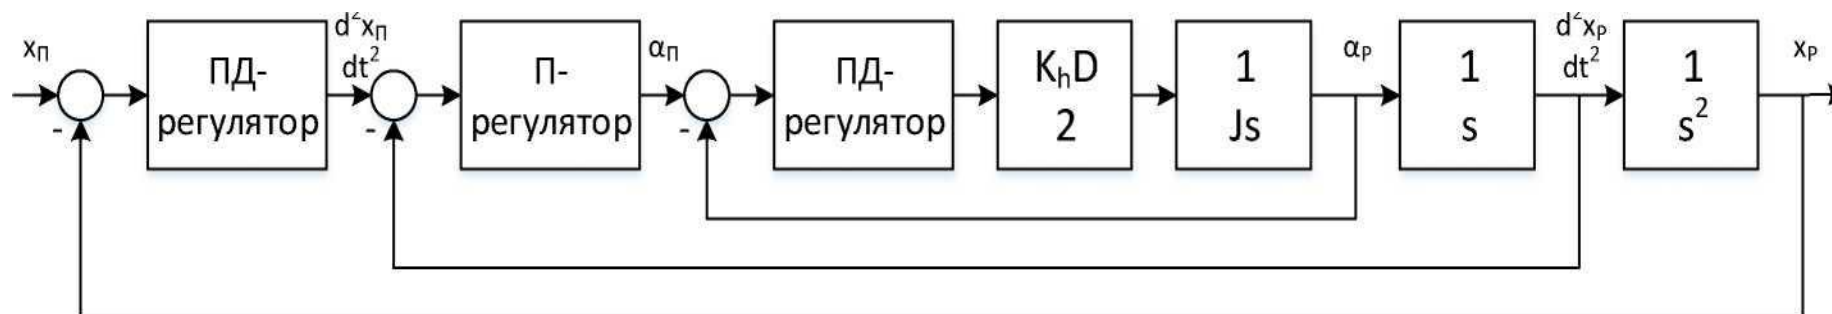 xП
-
ПД-
регулятор
d²xП
dt²
-
П-
регулятор
αП
-
ПД-
регулятор
KhD
2
1
Js
αР
1
s
d²xР
dt²
1
s²
xР